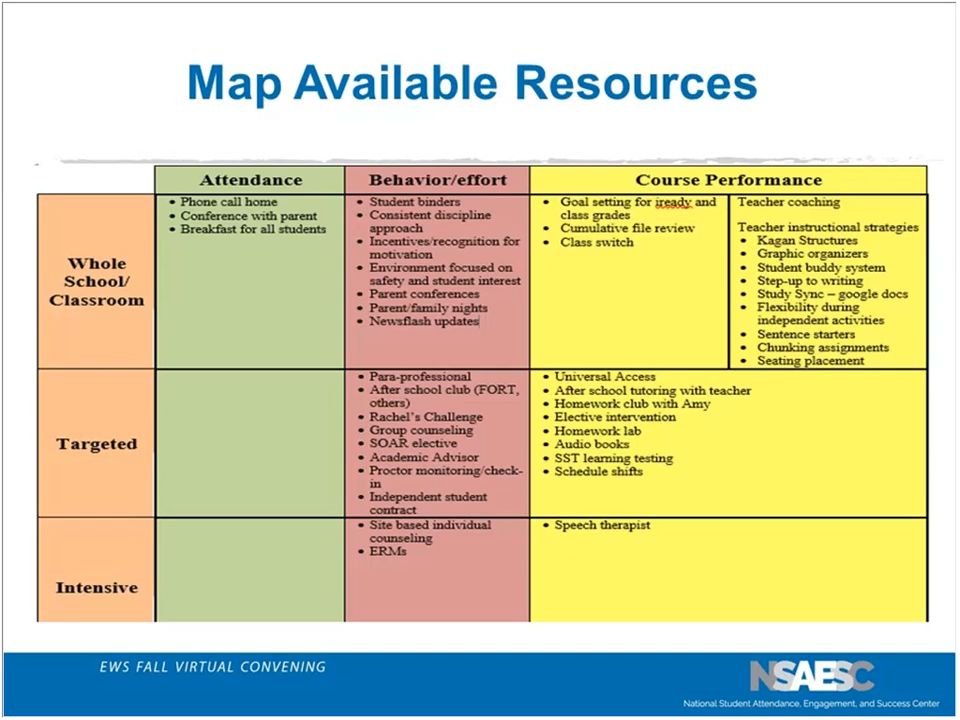 Map Available Resources
Attendance
Behavior/effort
Course Performance
Whole
School/
Classroom
• Phone call home
• Conference with parent
• Breakfast for all students
• Student binders
• Consistent discipline
approach
• Incentives/recognition for
motivation
• Environment focused on
safety and student interest
• Parent conferences
• Parent/family nights
• Newsflash updates
• Goal setting for iready and
class grades
• Cumulative file review
• Class switch
Teacher coaching
Teacher instructional strategies
• Kagan Structures
• Graphic organizers
• Student buddy system
• Step-up to writing
• Study Sync – google docs
• Flexibility during
independent activities
• Sentence starters
• Chunking assignments
• Seating placement
Targeted
• Para-professional
• After school club (FORT,
others)
• Rachel's Challenge
• Group counseling
• SOAR elective
• Academic Advisor
• Proctor monitoring/check-
in
• Independent student
contract
• Universal Access
• After school tutoring with teacher
• Homework club with Amy
• Elective intervention
• Homework lab
• Audio books
• SST learning testing
• Schedule shifts
Intensive
• Site based individual
counseling
• ERMs
• Speech therapist
EWS FALL VIRTUAL CONVENING
NSAESC
National Student Attendance, Engagement, and Success Center